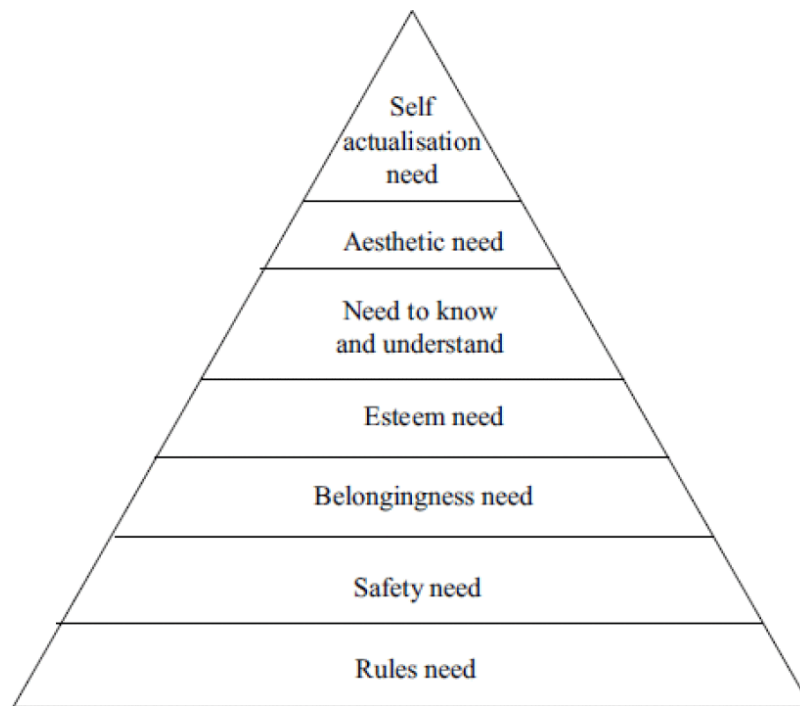 Self
actualisation
need
Aesthetic need
Need to know
and understand
Esteem need
Belongingness need
Safety need
Rules need